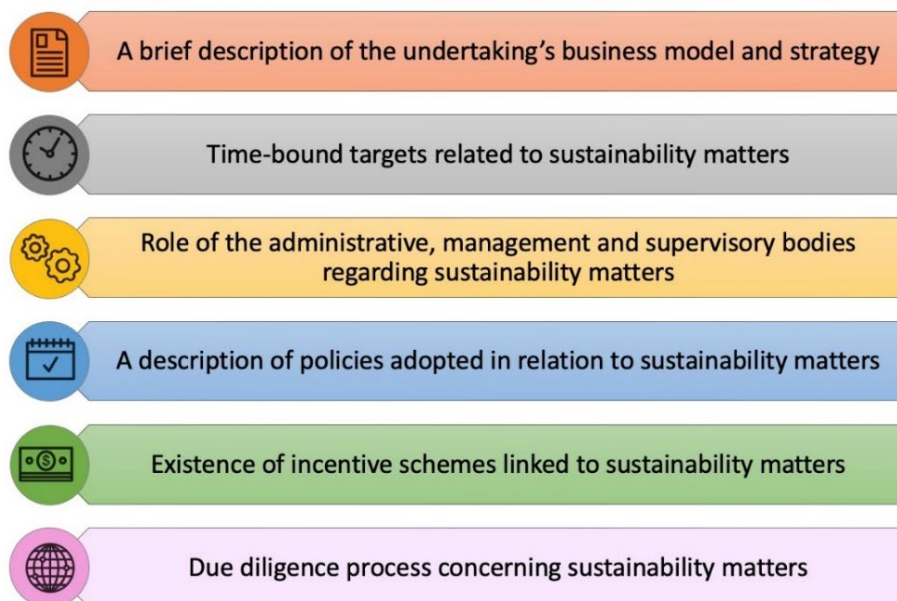 A brief description of the undertaking’s business model and strategy
Time-bound targets related to sustainability matters
Role of the administrative, management and supervisory bodies
regarding sustainability matters
A description of policies adopted in relation to sustainability matters
Existence of incentive schemes linked to sustainability matters
Due diligence process concerning sustainability matters